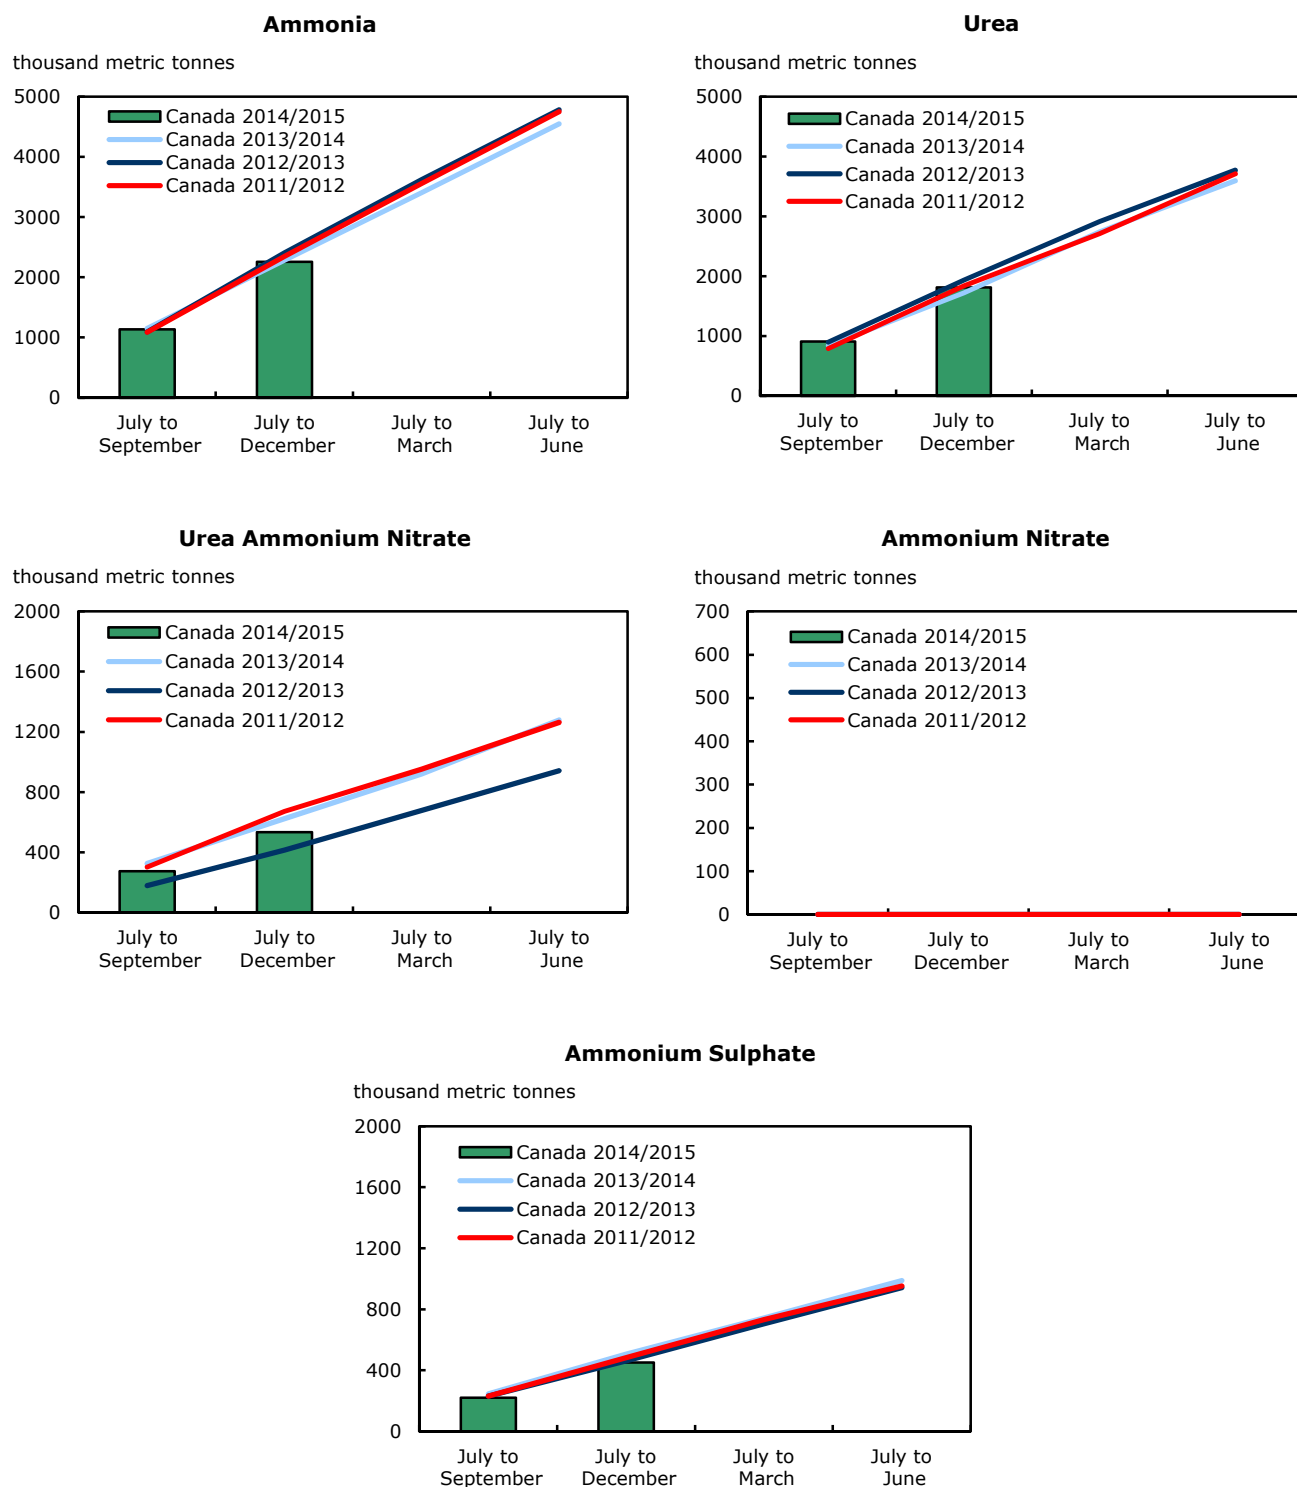 Ammonia
thousand metric tonnes
5000
4000
3000
2000
1000
0
Canada 2014/2015
Canada 2013/2014
Canada 2012/2013
Canada 2011/2012
July to September
July to December
July to March
July to June
Urea
thousand metric tonnes
5000
4000
3000
2000
1000
0
Canada 2014/2015
Canada 2013/2014
Canada 2012/2013
Canada 2011/2012
July to September
July to December
July to March
July to June
Urea Ammonium Nitrate
thousand metric tonnes
2000
1600
1200
800
400
0
Canada 2014/2015
Canada 2013/2014
Canada 2012/2013
Canada 2011/2012
July to September
July to December
July to March
July to June
Ammonium Nitrate
thousand metric tonnes
700
600
500
400
300
200
100
0
Canada 2014/2015
Canada 2013/2014
Canada 2012/2013
Canada 2011/2012
July to September
July to December
July to March
July to June
Ammonium Sulphate
thousand metric tonnes
2000
1600
1200
800
400
0
Canada 2014/2015
Canada 2013/2014
Canada 2012/2013
Canada 2011/2012
July to September
July to December
July to March
July to June